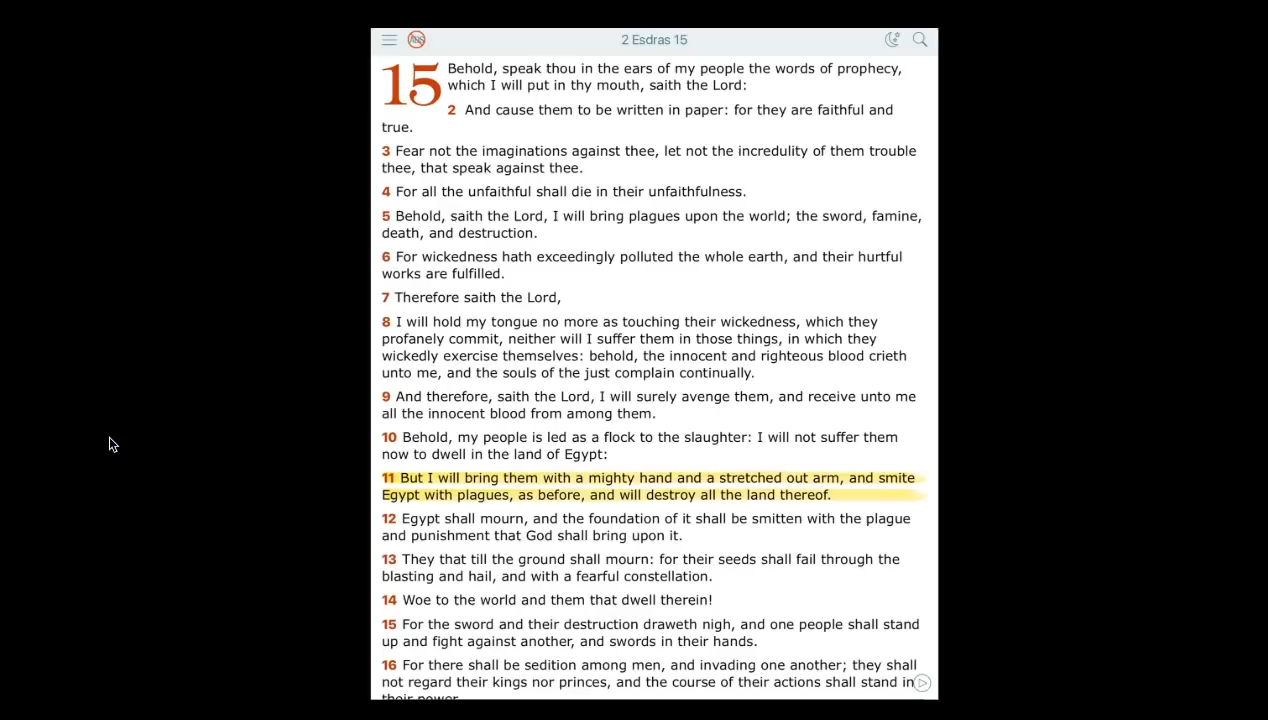 2 Esdras 15
15 Behold, speak thou in the ears of my people the words of prophecy,
which I will put in thy mouth, saith the Lord:
2 And cause them to be written in paper: for they are faithful and
true.
3 Fear not the imaginations against thee, let not the incredulity of them trouble
thee, that speak against thee.
4 For all the unfaithful shall die in their unfaithfulness.
5 Behold, saith the Lord, I will bring plagues upon the world; the sword, famine,
death, and destruction.
6 For wickedness hath exceedingly polluted the whole earth, and their hurtful
works are fulfilled.
7 Therefore saith the Lord,
8 I will hold my tongue no more as touching their wickedness, which they
profanely commit, neither will I suffer them in those things, in which they
wickedly exercise themselves: behold, the innocent and righteous blood crieth
unto me, and the souls of the just complain continually.
9 And therefore, saith the Lord, I will surely avenge them, and receive unto me
all the innocent blood from among them.
10 Behold, my people is led as a flock to the slaughter: I will not suffer them
now to dwell in the land of Egypt:
11 But I will bring them with a mighty hand and a stretched out arm, and smite
Egypt with plagues, as before, and will destroy all the land thereof.
12 Egypt shall mourn, and the foundation of it shall be smitten with the plague
and punishment that God shall bring upon it.
13 They that till the ground shall mourn: for their seeds shall fail through the
blasting and hail, and with a fearful constellation.
14 Woe to the world and them that dwell therein!
15 For the sword and their destruction draweth nigh, and one people shall stand
up and fight against another, and swords in their hands.
16 For there shall be sedition among men, and invading one another; they shall
not regard their kings nor princes, and the course of their actions shall stand in
their power.